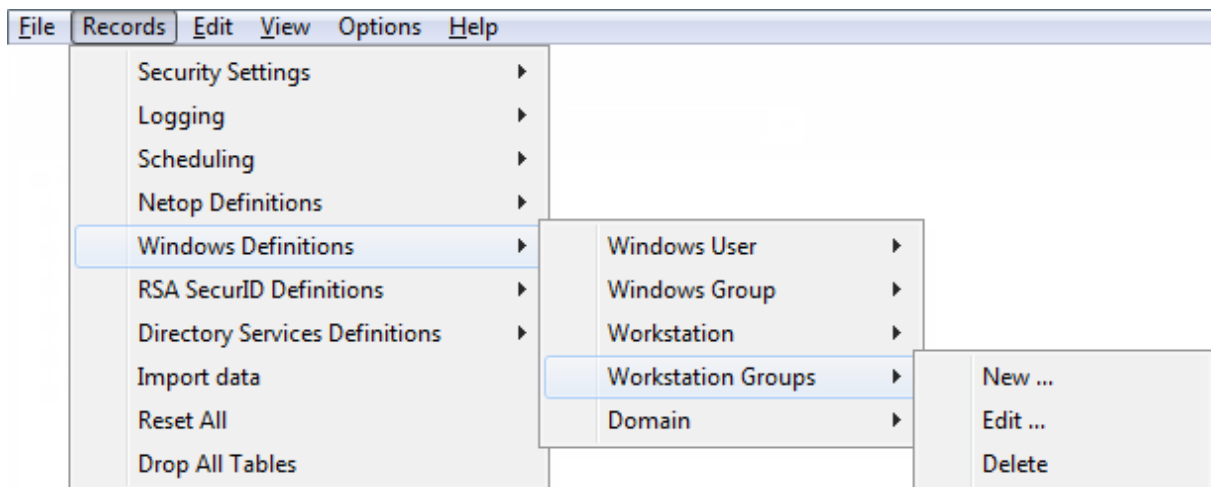 File Records Edit View Options Help
Security Settings
Logging
Scheduling
Netop Definitions
Windows Definitions
RSA SecurID Definitions
Directory Services Definitions
Import data
Reset All
Drop All Tables
Windows User
Windows Group
Workstation
Workstation Groups
Domain
New ...
Edit ...
Delete